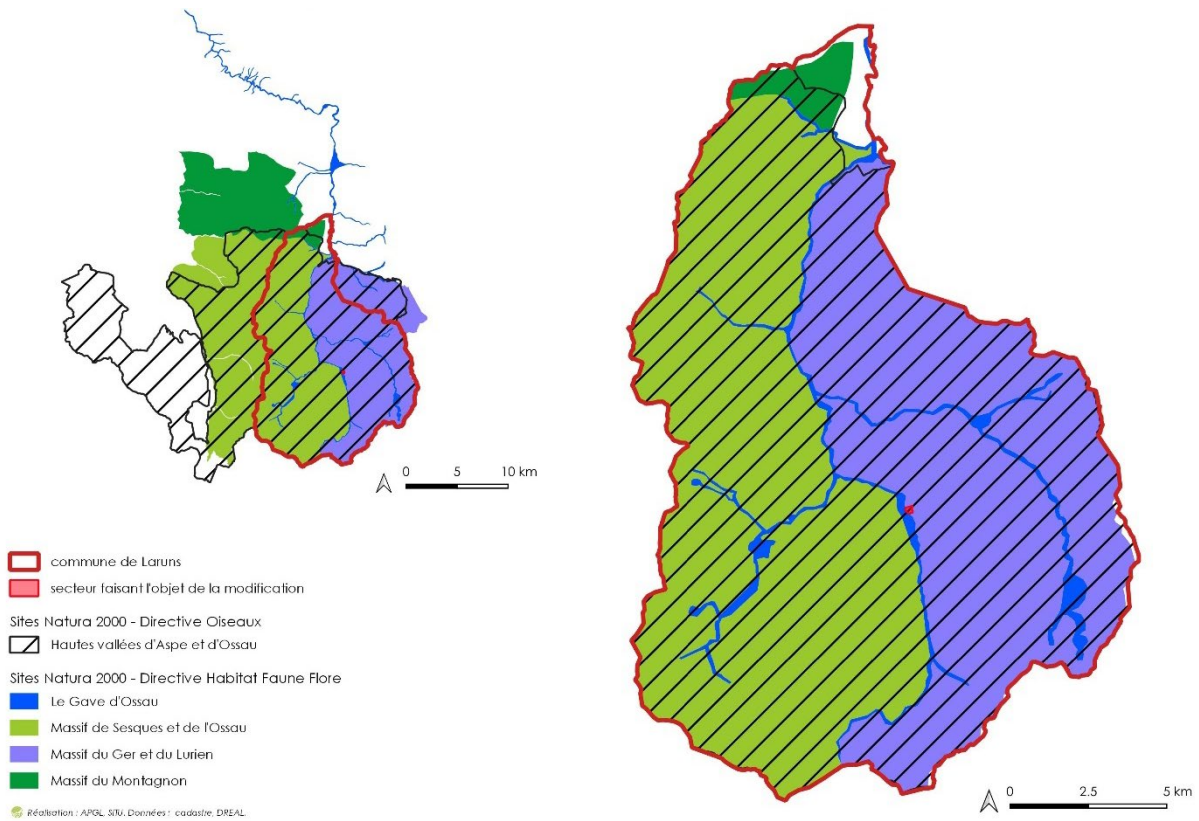 0 5 10 km
commune de Laruns
secteur faisant l'objet de la modification
Sites Natura 2000 - Directive Oiseaux
Hautes vallées d'Aspe et d'Ossau
Sites Natura 2000 - Directive Habitat Faune Flore
Le Gave d'Ossau
Massif de Sesques et de l'Ossau
Massif du Ger et du Lurien
Massif du Montagnon
Réalisation : APGL, SITU. Données : cadastre, DREAL.
0 2.5 5 km